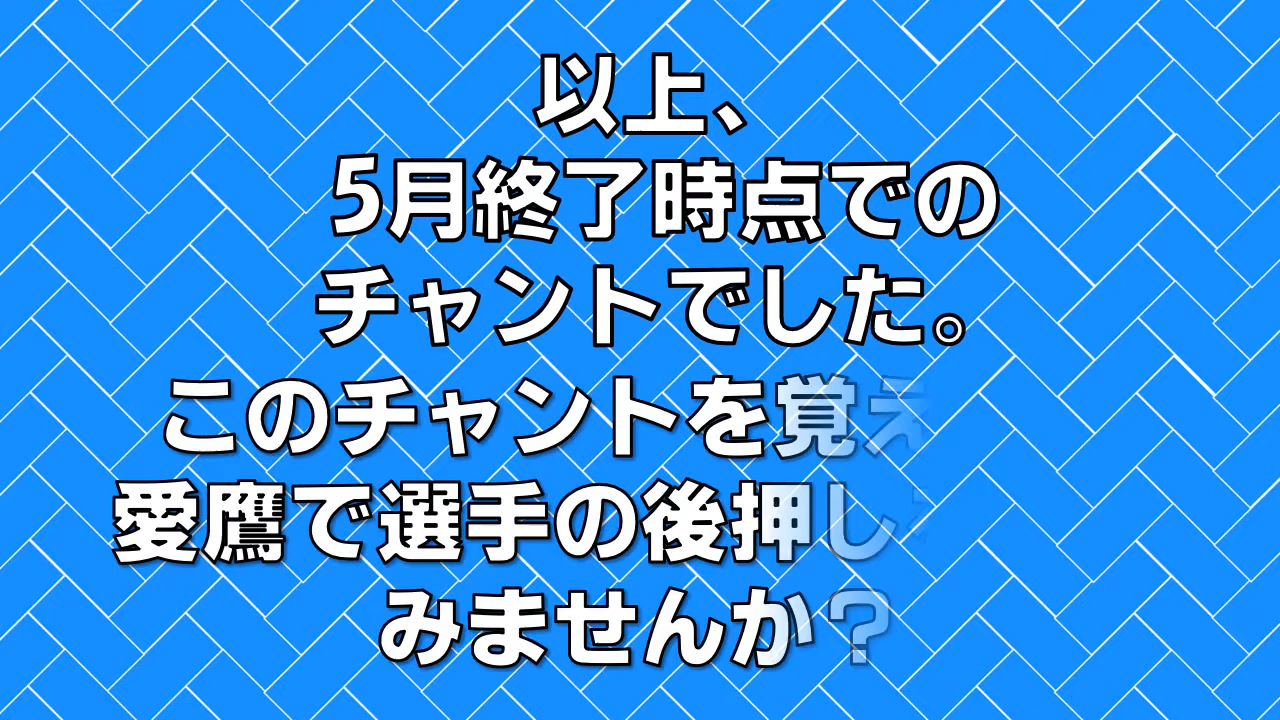 以上、
5月終了時点での
チャントでした。
このチャントを覚え
愛鷹で選手の後押し
みませんか?